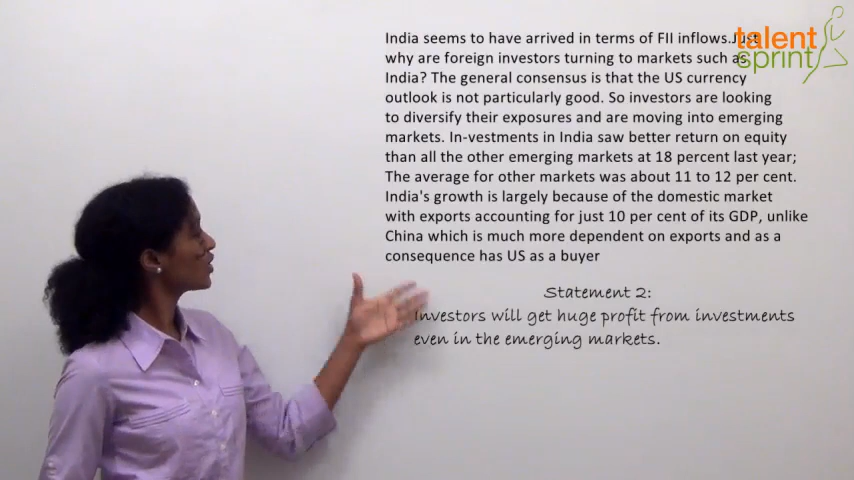 India seems to have arrived in terms of FII inflows.Just
why are foreign investors turning to markets such as
India? The general consensus is that the US currency
outlook is not particularly good. So investors are looking
to diversify their exposures and are moving into emerging
markets. In-vestments in India saw better return on equity
than all the other emerging markets at 18 percent last year;
The average for other markets was about 11 to 12 per cent.
India's growth is largely because of the domestic market
with exports accounting for just 10 per cent of its GDP, unlike
China which is much more dependent on exports and as a
consequence has US as a buyer
Statement 2:
Investors will get huge profit from investments
even in the emerging markets.
talent
sprint